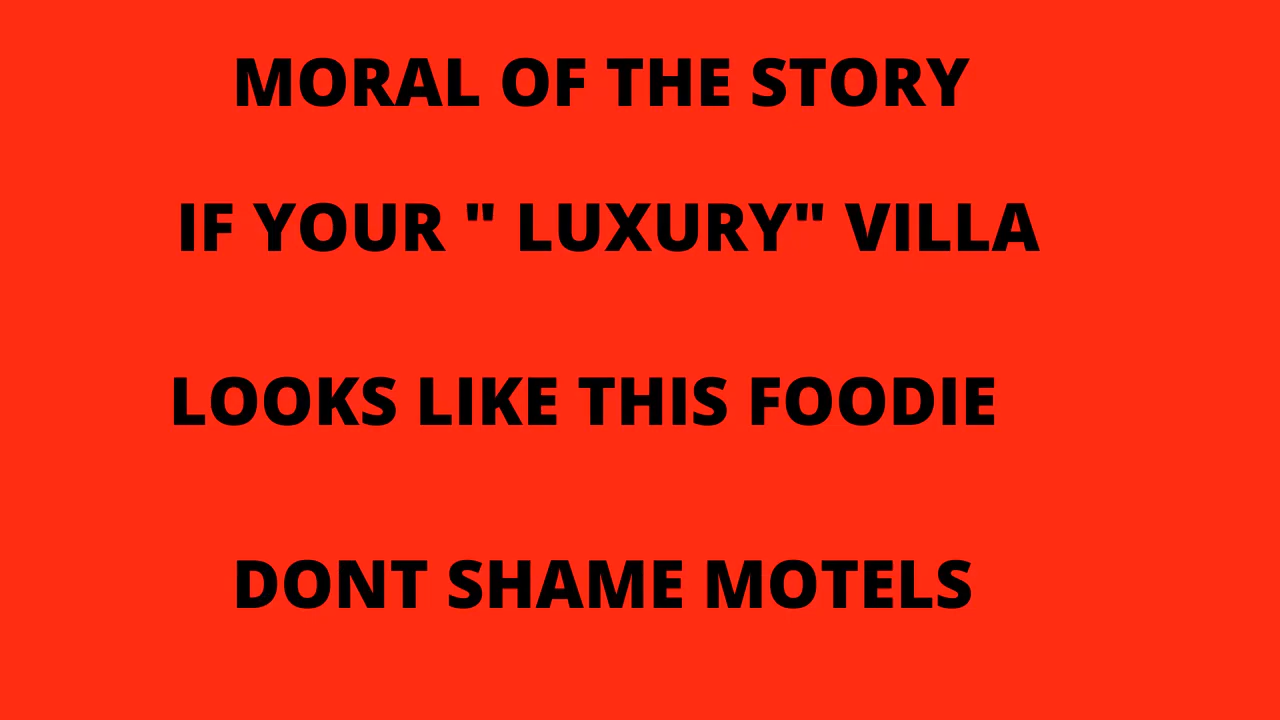 MORAL OF THE STORY
IF YOUR " LUXURY" VILLA
LOOKS LIKE THIS FOODIE
DONT SHAME MOTELS